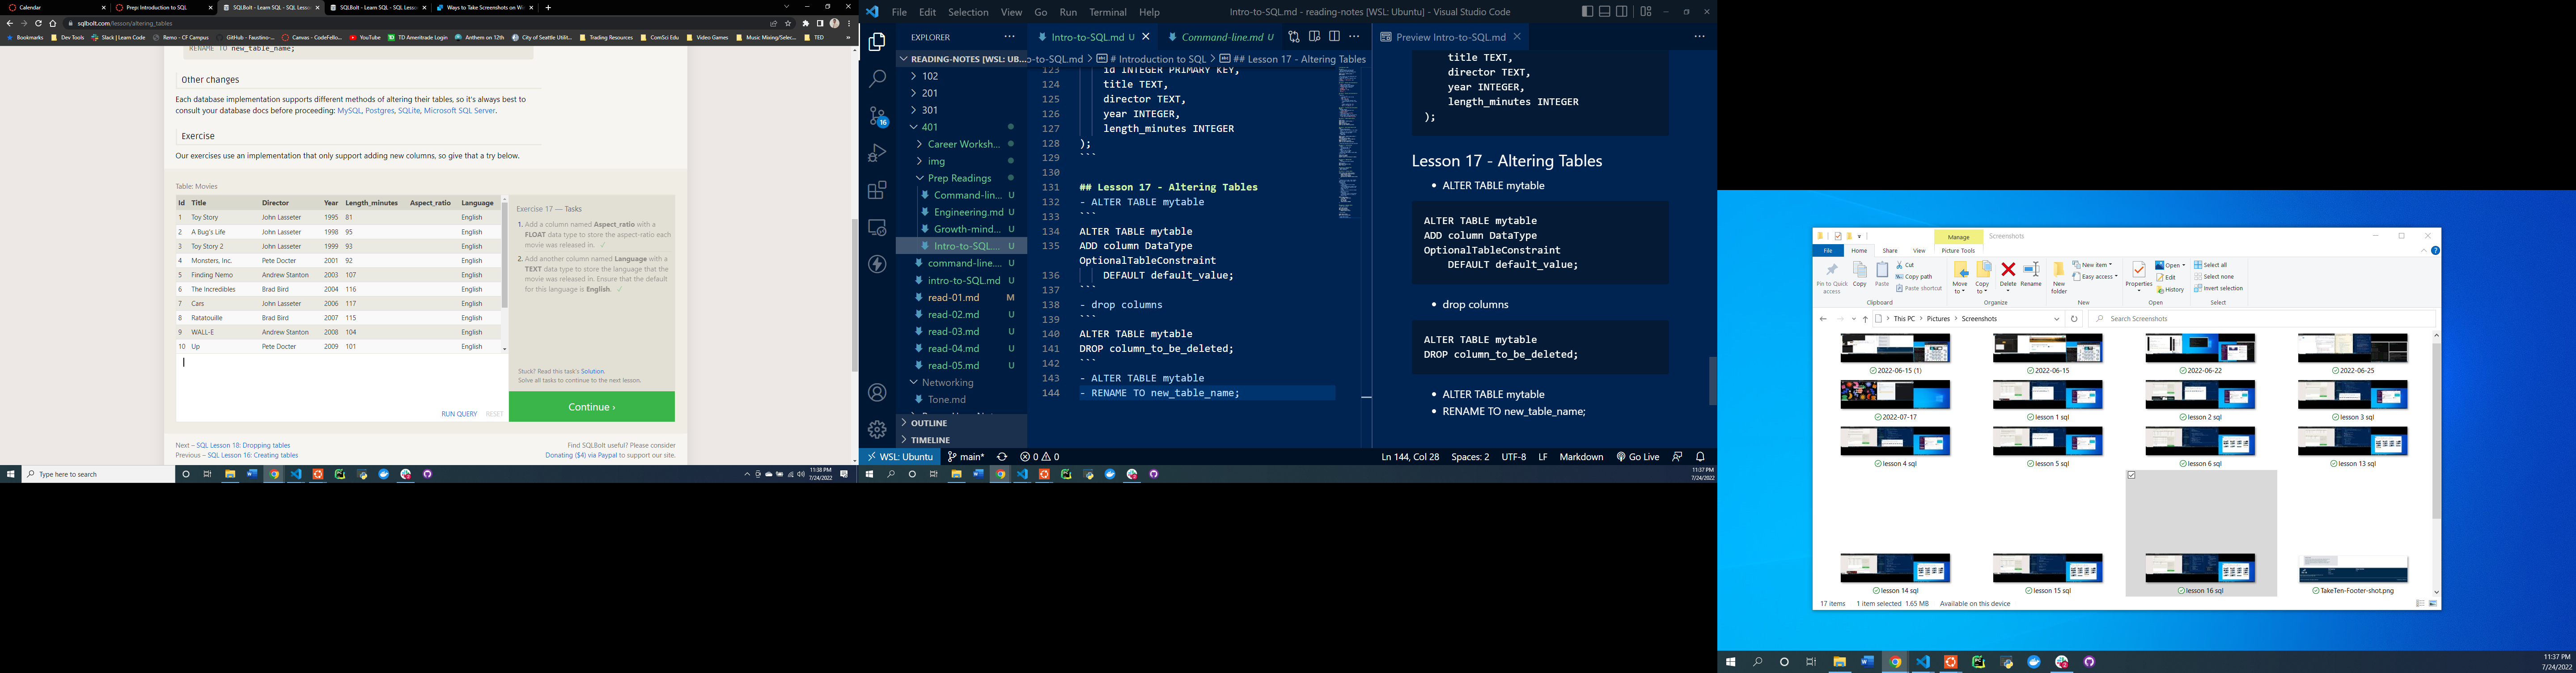 Calendar
Prep: Introduction to SQL
SQLBolt - Learn SQL - SQL Lesson
SQLBolt - Learn SQL - SQL Lesson
Ways to Take Screenshots on Wi
sqlbolt.com/lesson/altering_tables
Bookmarks
Dev Tools
Slack | Learn Code
Remo - CF Campus
GitHub - Faustino-...
Canvas - CodeFello...
YouTube
TD Ameritrade Login
Anthem on 12th
City of Seattle Utilit...
Trading Resources
ComSci Edu
Video Games
Music Mixing/Selec...
TED
RENAME TO new_table_name;
Other changes
Each database implementation supports different methods of altering their tables, so it's always best to
consult your database docs before proceeding: MySQL, Postgres, SQLite, Microsoft SQL Server.
Exercise
Our exercises use an implementation that only support adding new columns, so give that a try below.
Table: Movies
Id Title Director Year Length_minutes Aspect_ratio Language
1 Toy Story John Lasseter 1995 81 English
2 A Bug's Life John Lasseter 1998 95 English
3 Toy Story 2 John Lasseter 1999 93 English
4 Monsters, Inc. Pete Docter 2001 92 English
5 Finding Nemo Andrew Stanton 2003 107 English
6 The Incredibles Brad Bird 2004 116 English
7 Cars John Lasseter 2006 117 English
8 Ratatouille Brad Bird 2007 115 English
9 WALL-E Andrew Stanton 2008 104 English
10 Up Pete Docter 2009 101 English
Exercise 17 — Tasks
1. Add a column named Aspect_ratio with a
FLOAT data type to store the aspect-ratio each
movie was released in. ✓
2. Add another column named Language with a
TEXT data type to store the language that the
movie was released in. Ensure that the default
for this language is English. ✓
Stuck? Read this task's Solution.
Solve all tasks to continue to the next lesson.
RUN QUERY RESET
Continue ›
Next – SQL Lesson 18: Dropping tables
Previous – SQL Lesson 16: Creating tables
Find SQLBolt useful? Please consider
Donating ($4) via Paypal to support our site.
Type here to search
11:38 PM
7/24/2022
File Edit Selection View Go Run Terminal Help
Intro-to-SQL.md - reading-notes [WSL: Ubuntu] - Visual Studio Code
EXPLORER
READING-NOTES [WSL: UB...
102
201
301
401
Career Worksh...
img
Prep Readings
Command-lin... U
Engineering.md U
Growth-mind... U
Intro-to-SQL.... U
command-line.... U
intro-to-SQL.md U
read-01.md M
read-02.md U
read-03.md U
read-04.md U
read-05.md U
Networking
Tone.md
OUTLINE
TIMELINE
16
Intro-to-SQL.md U
Command-line.md U
o-to-SQL.md > # Introduction to SQL > ## Lesson 17 - Altering Tables
123 id INTEGER PRIMARY KEY,
124 title TEXT,
125 director TEXT,
126 year INTEGER,
127 length_minutes INTEGER
128 );
129 ```
130
131 ## Lesson 17 - Altering Tables
132 - ALTER TABLE mytable
133 ```
134 ALTER TABLE mytable
135 ADD column DataType
OptionalTableConstraint
136 DEFAULT default_value;
137 ```
138 - drop columns
139 ```
140 ALTER TABLE mytable
141 DROP column_to_be_deleted;
142 ```
143 - ALTER TABLE mytable
144 - RENAME TO new_table_name;
Preview Intro-to-SQL.md
title TEXT,
director TEXT,
year INTEGER,
length_minutes INTEGER
);
Lesson 17 - Altering Tables
• ALTER TABLE mytable
ALTER TABLE mytable
ADD column DataType
OptionalTableConstraint
DEFAULT default_value;
• drop columns
ALTER TABLE mytable
DROP column_to_be_deleted;
• ALTER TABLE mytable
• RENAME TO new_table_name;
WSL: Ubuntu main* 0 0
Ln 144, Col 28 Spaces: 2 UTF-8 LF Markdown Go Live
11:37 PM
7/24/2022
Manage
Screenshots
File Home Share View Picture Tools
Pin to Quick
access
Copy
Paste
Cut
Copy path
Paste shortcut
Clipboard
Move
to
Copy
to
Delete
Rename
Organize
New
folder
New item
Easy access
New
Properties
Open
Edit
History
Open
Select all
Select none
Invert selection
Select
This PC > Pictures > Screenshots
Search Screenshots
2022-06-15 (1)
2022-06-15
2022-06-22
2022-06-25
2022-07-17
lesson 1 sql
lesson 2 sql
lesson 3 sql
lesson 4 sql
lesson 5 sql
lesson 6 sql
lesson 13 sql
lesson 14 sql
lesson 15 sql
lesson 16 sql
TakeTen-Footer-shot.png
17 items 1 item selected 1.65 MB Available on this device
11:37 PM
7/24/2022